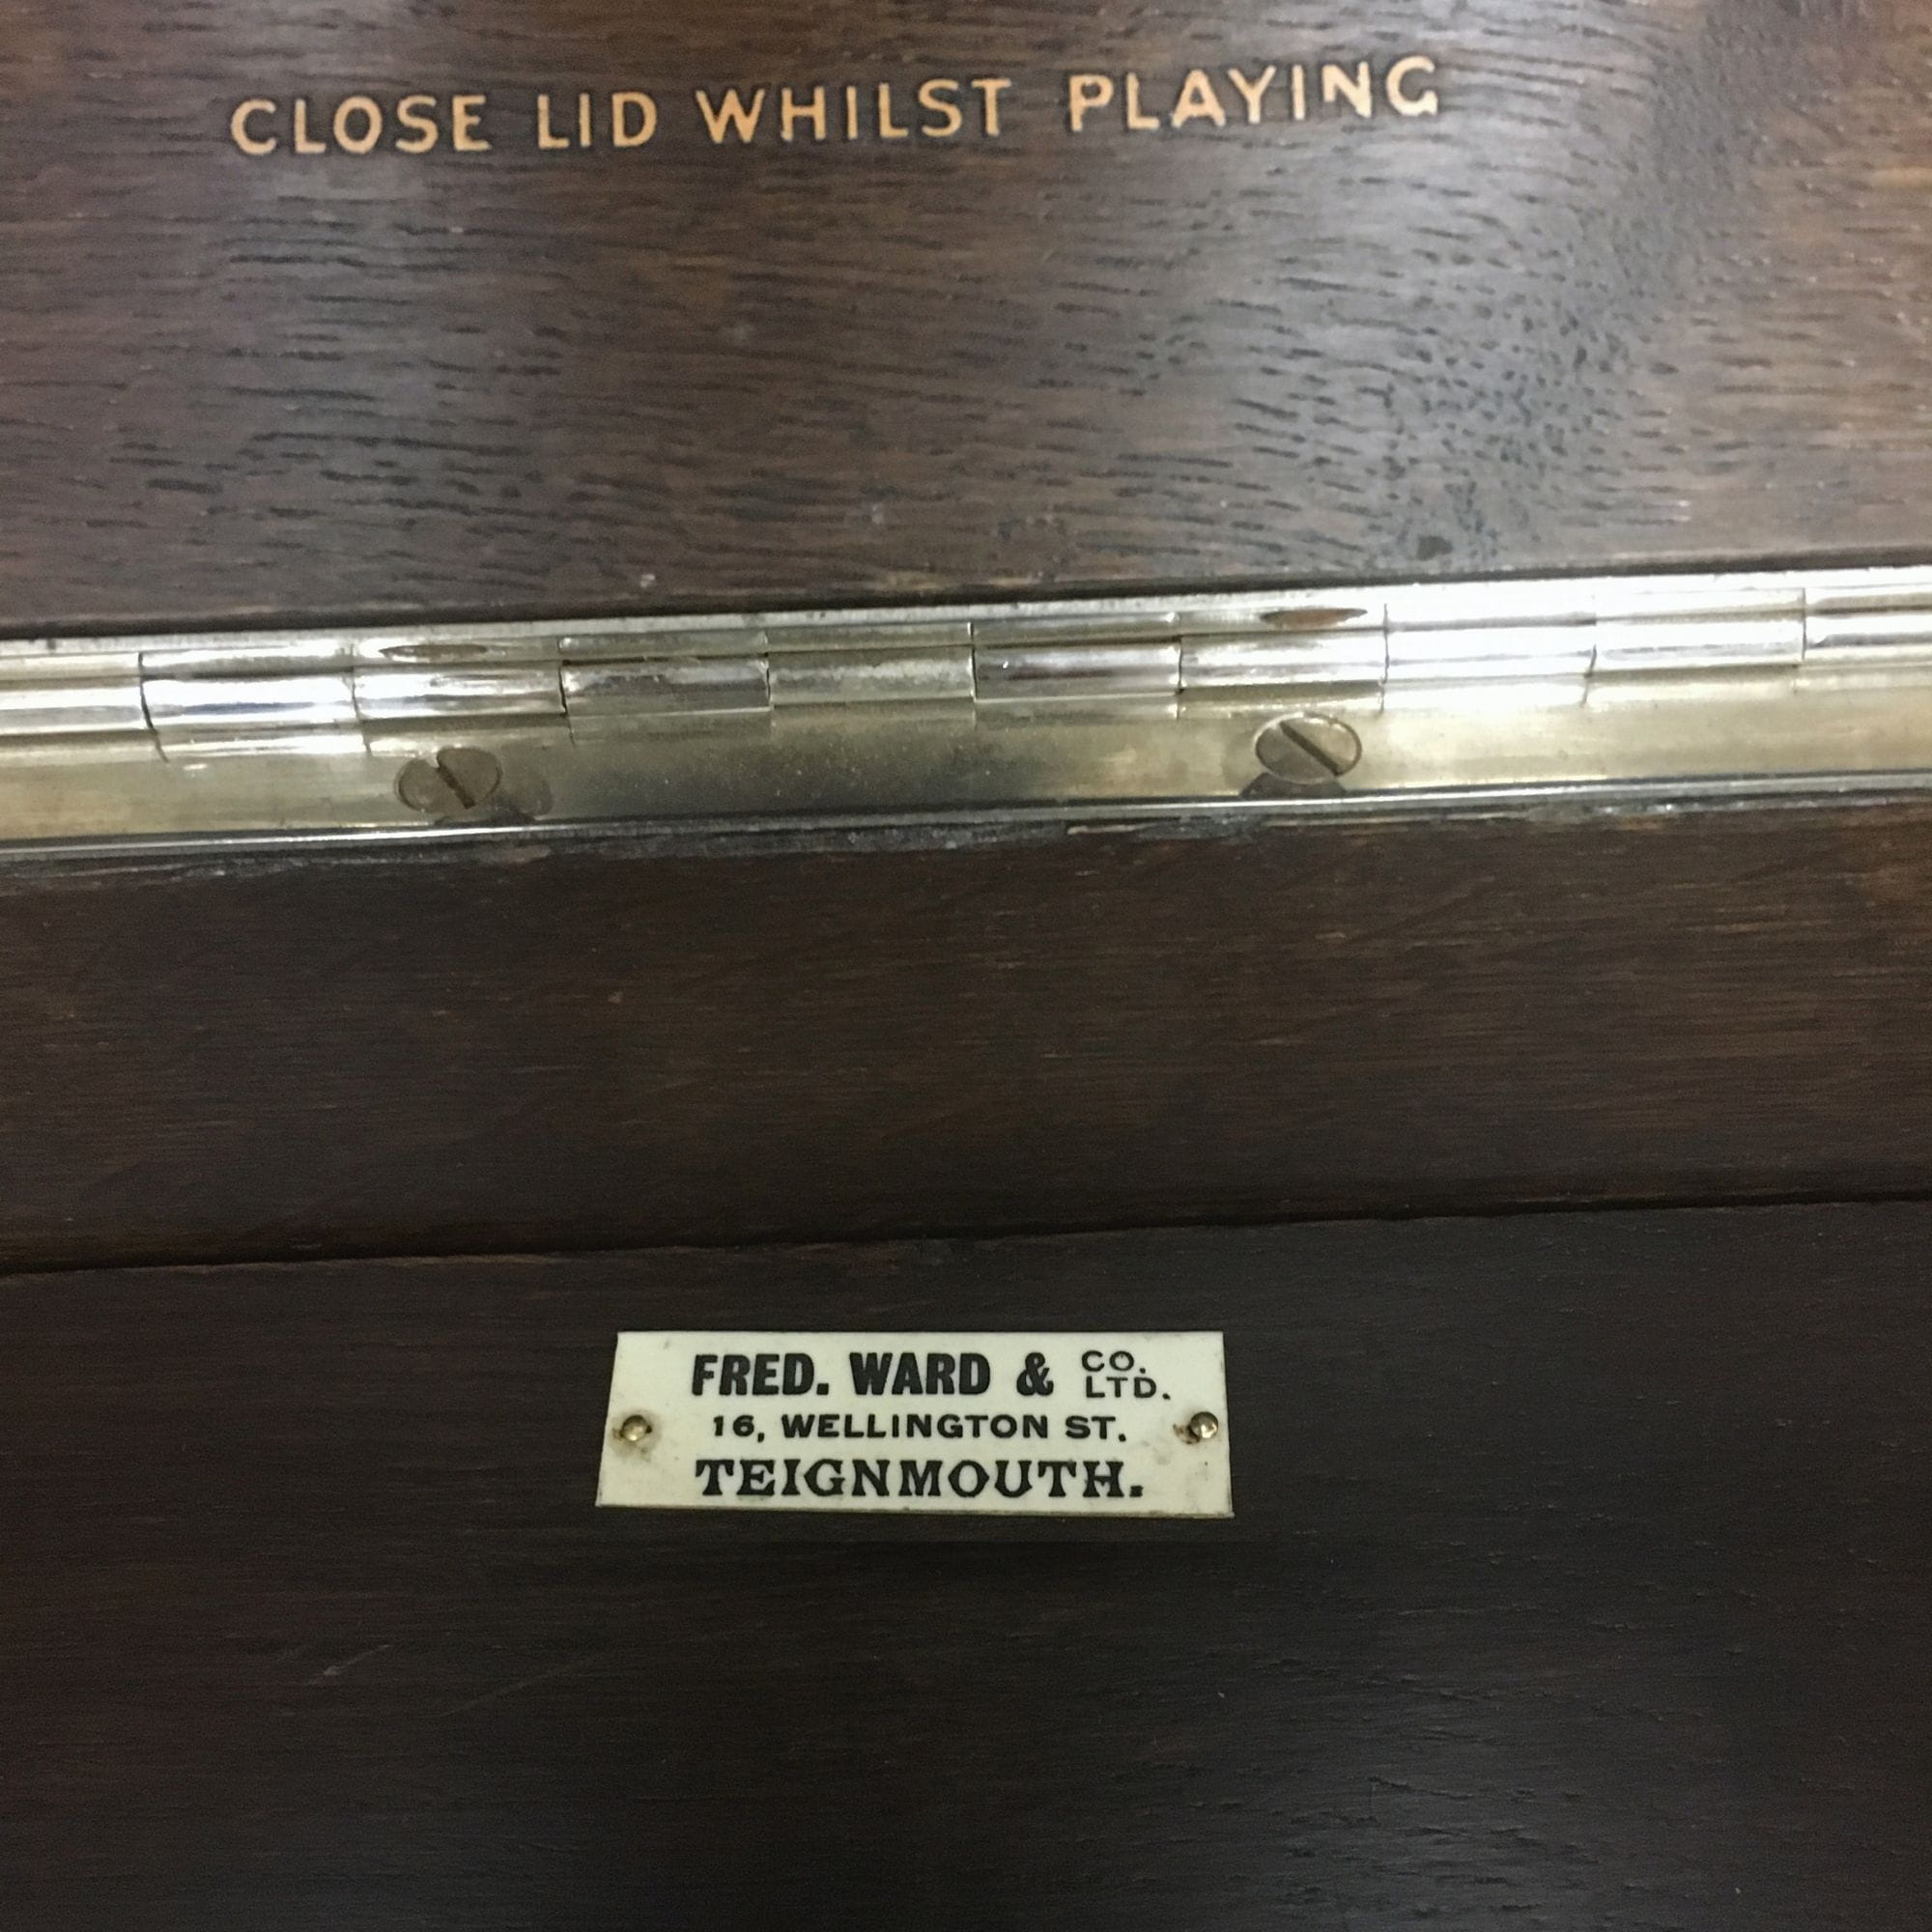 CLOSE LID WHILST PLAYING
FRED. WARD & CO. LTD.
16, WELLINGTON ST.
TEIGNMOUTH.